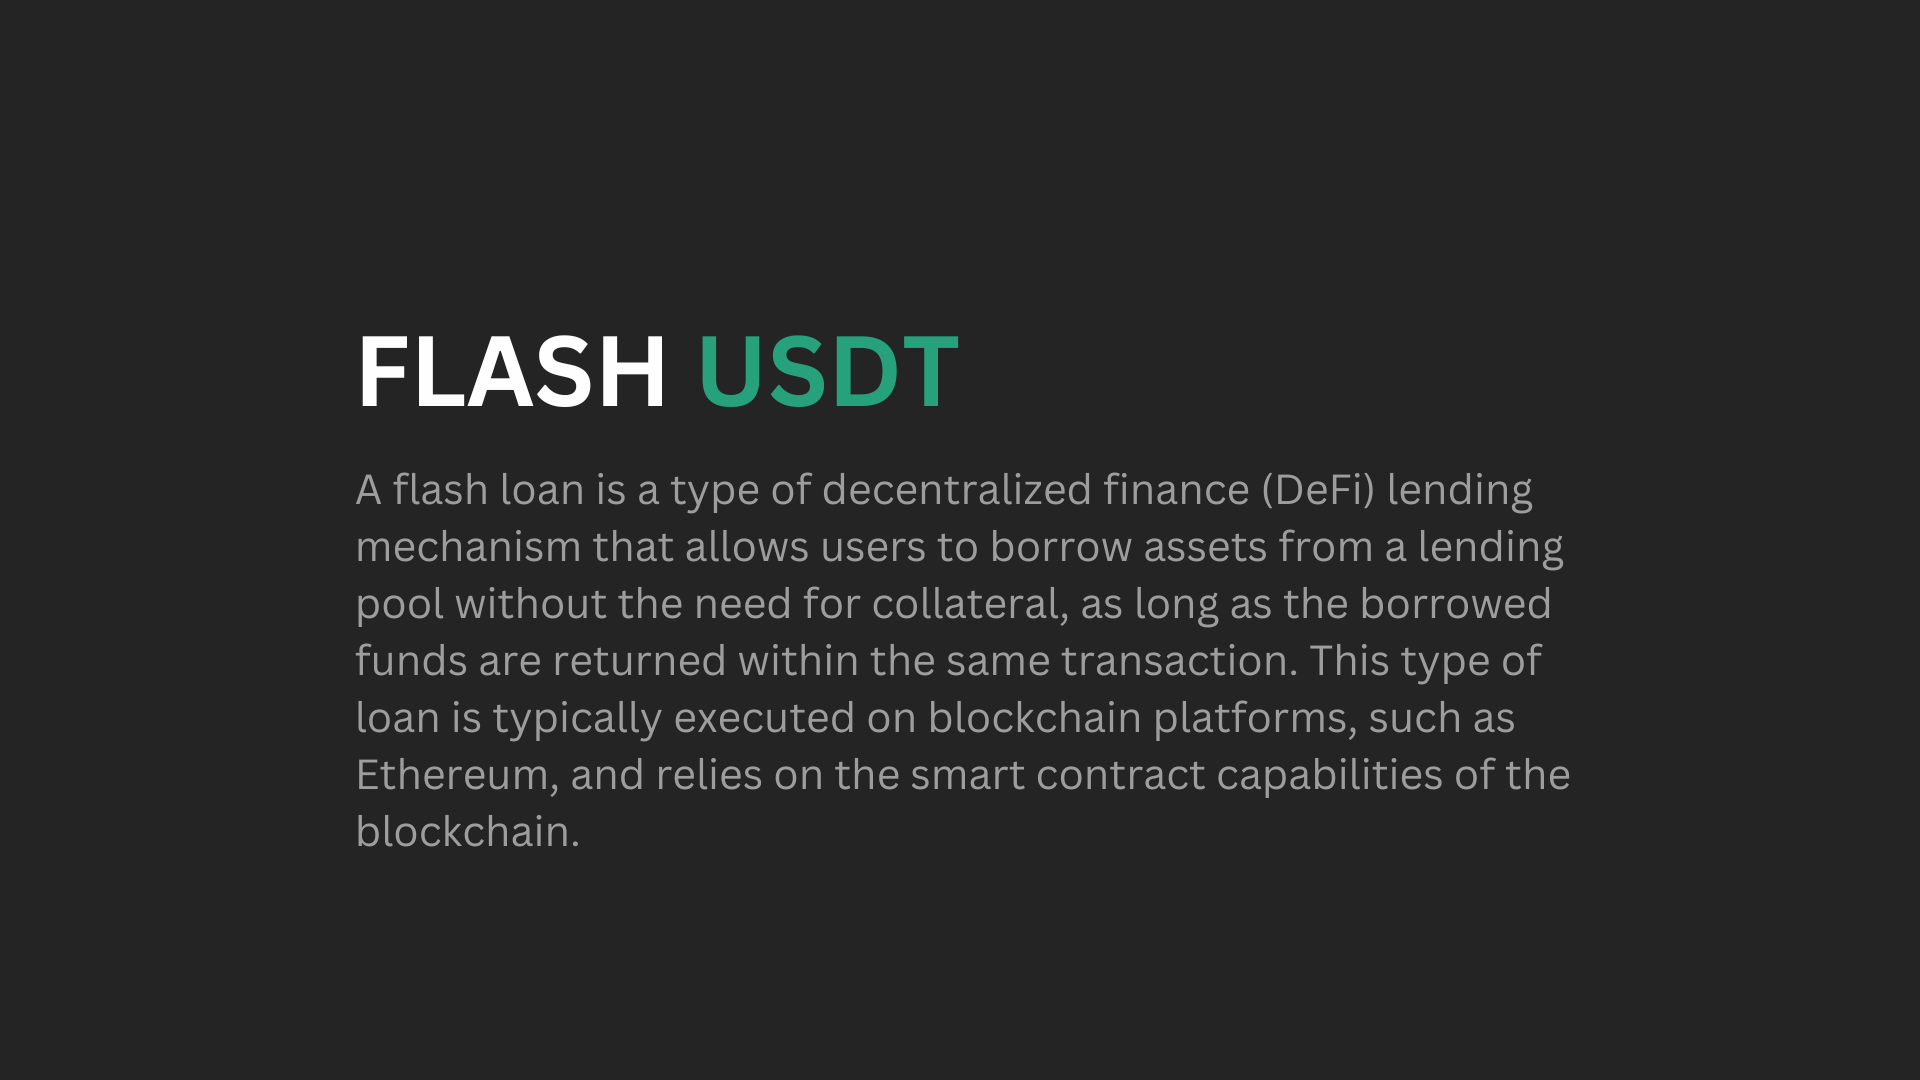 FLASH USDT
A flash loan is a type of decentralized finance (DeFi) lending
mechanism that allows users to borrow assets from a lending
pool without the need for collateral, as long as the borrowed
funds are returned within the same transaction. This type of
loan is typically executed on blockchain platforms, such as
Ethereum, and relies on the smart contract capabilities of the
blockchain.